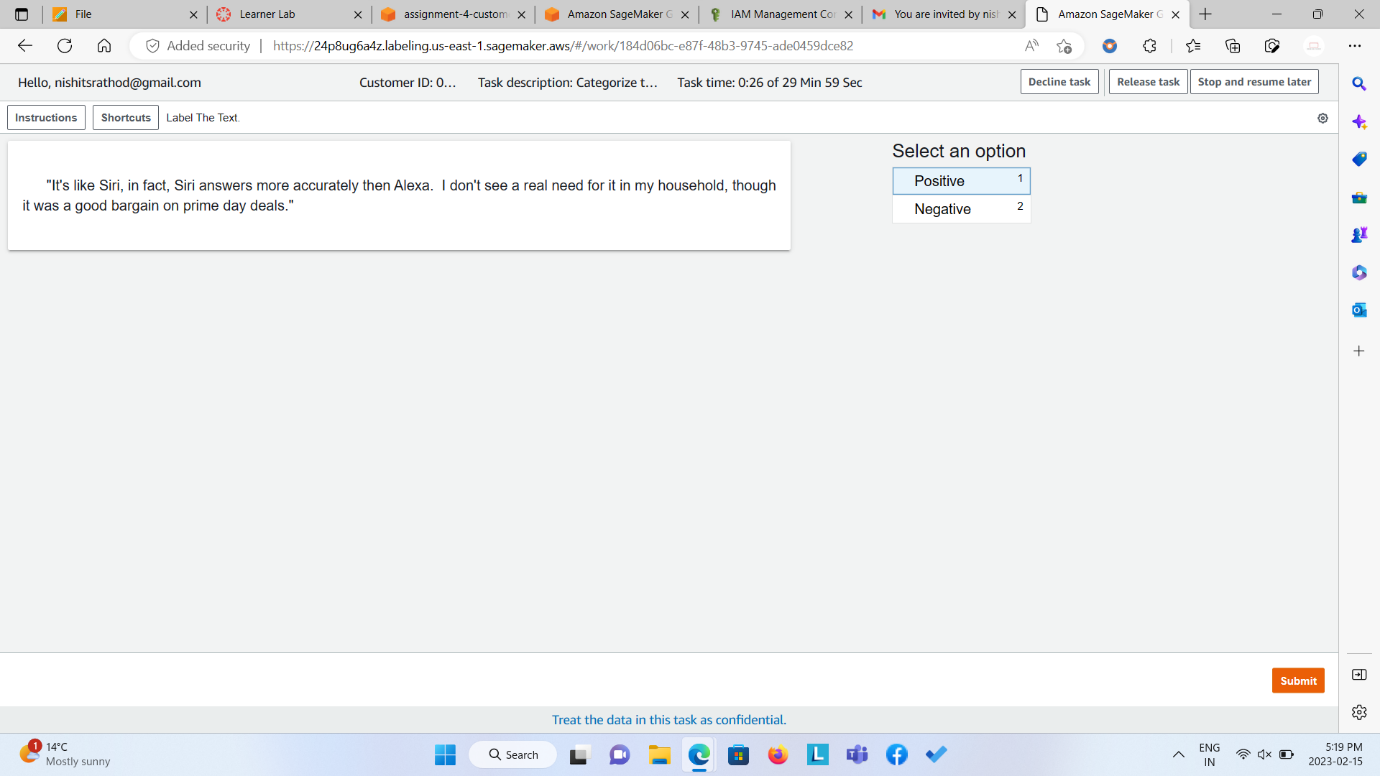 File
Learner Lab
assignment-4-custom
Amazon SageMaker G
IAM Management Cor
You are invited by nish
Amazon SageMaker G
Added security
https://24p8ug6a4z.labeling.us-east-1.sagemaker.aws/#/work/184d06bc-e87f-48b3-9745-ade0459dce82
Hello, nishitsrathod@gmail.com
Customer ID: 0...
Task description: Categorize t...
Task time: 0:26 of 29 Min 59 Sec
Decline task
Release task
Stop and resume later
Instructions
Shortcuts
Label The Text.
"It's like Siri, in fact, Siri answers more accurately then Alexa.  I don't see a real need for it in my household, though
it was a good bargain on prime day deals."
Select an option
Positive 1
Negative 2
Submit
Treat the data in this task as confidential.
1
14°C
Mostly sunny
Search
ENG
IN
5:19 PM
2023-02-15